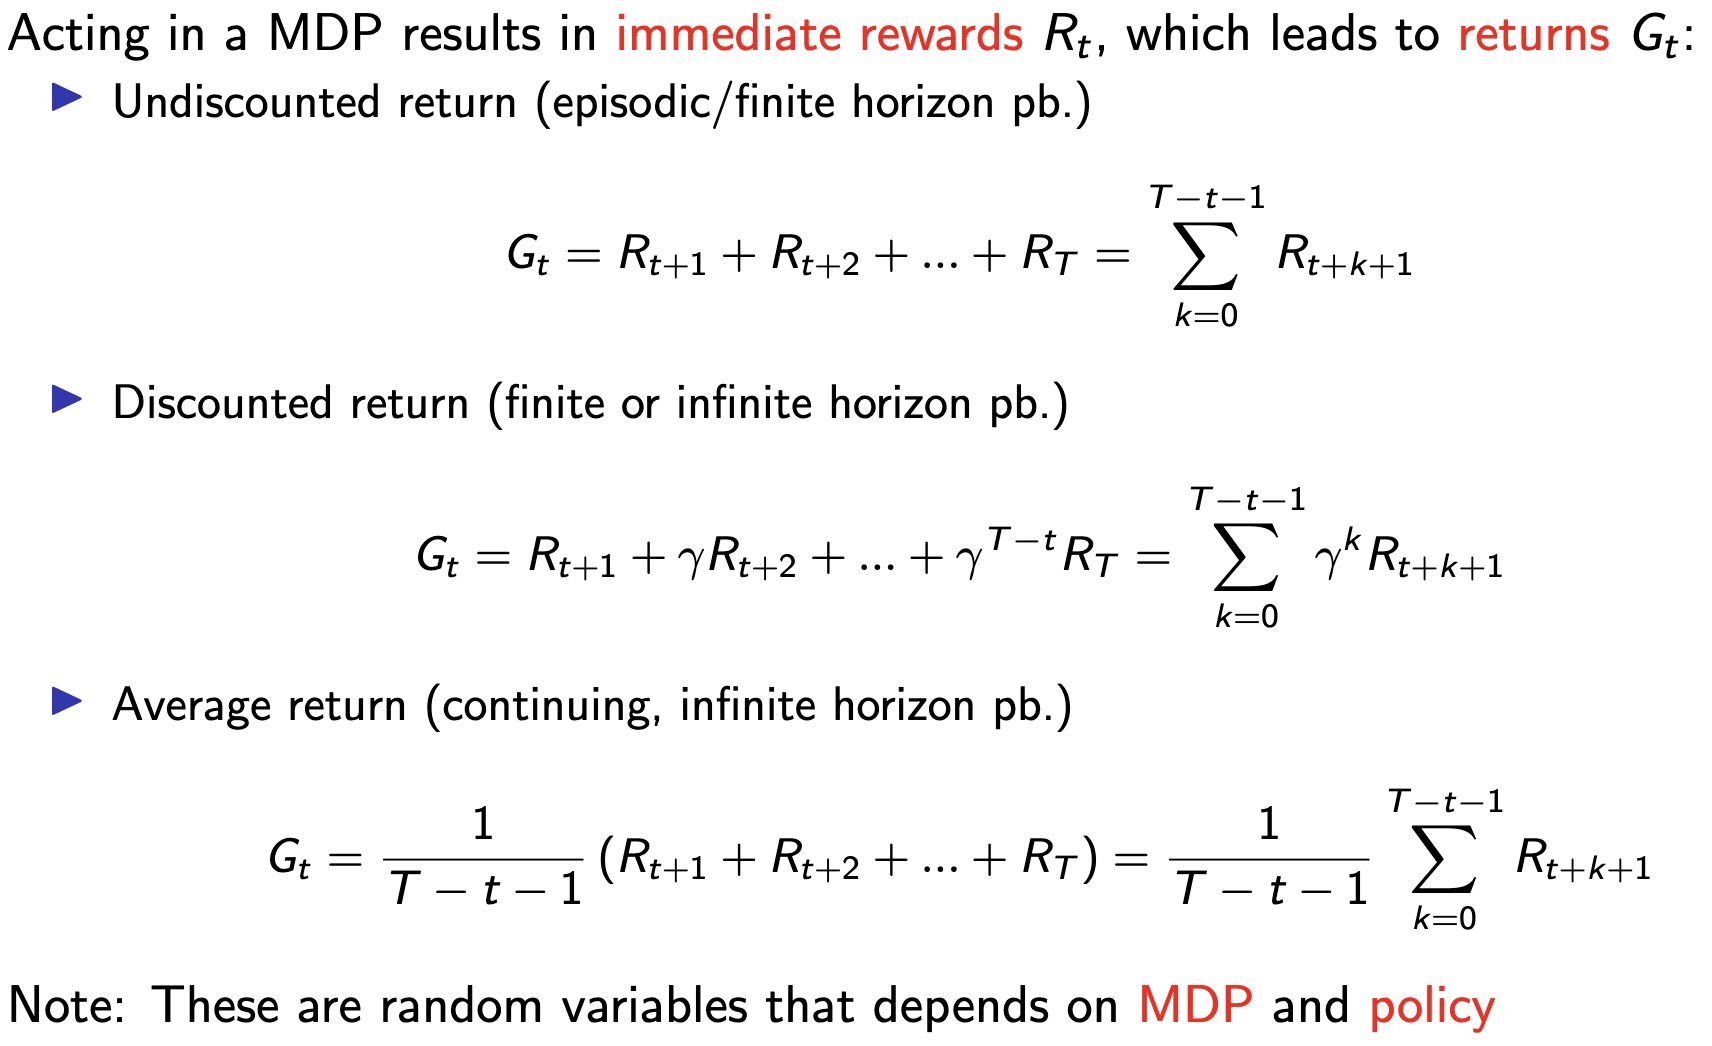 Acting in a MDP results in immediate rewards R_t, which leads to returns G_t:
▶ Undiscounted return (episodic/finite horizon pb.)
G_t = R_{t+1} + R_{t+2} + ... + R_T = \sum_{k=0}^{T-t-1} R_{t+k+1}
▶ Discounted return (finite or infinite horizon pb.)
G_t = R_{t+1} + γR_{t+2} + ... + γ^{T-t} R_T = \sum_{k=0}^{T-t-1} γ^k R_{t+k+1}
▶ Average return (continuing, infinite horizon pb.)
G_t = \frac{1}{T-t-1} (R_{t+1} + R_{t+2} + ... + R_T) = \frac{1}{T-t-1} \sum_{k=0}^{T-t-1} R_{t+k+1}
Note: These are random variables that depends on MDP and policy